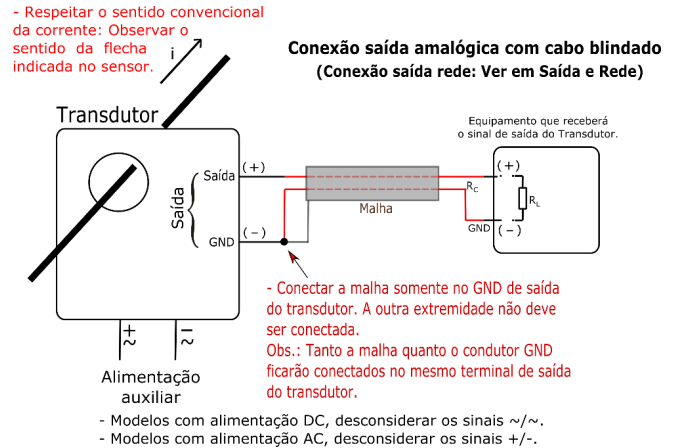 - Respeitar o sentido convencional
da corrente: Observar o
sentido da flecha
indicada no sensor.
i
Conexão saída amalógica com cabo blindado
(Conexão saída rede: Ver em Saída e Rede)
Transdutor
Equipamento que receberá
o sinal de saída do Transdutor.
Saída
Saída
(+)
GND
(-)
Malha
RC
(+)
RL
GND
(-)
- Conectar a malha somente no GND de saída
do transdutor. A outra extremidade não deve
ser conectada.
Obs.: Tanto a malha quanto o condutor GND
ficarão conectados no mesmo terminal de saída
do transdutor.
+ -
~ ~
Alimentação
auxiliar
- Modelos com alimentação DC, desconsiderar os sinais ~/~.
- Modelos com alimentação AC, desconsiderar os sinais +/-.